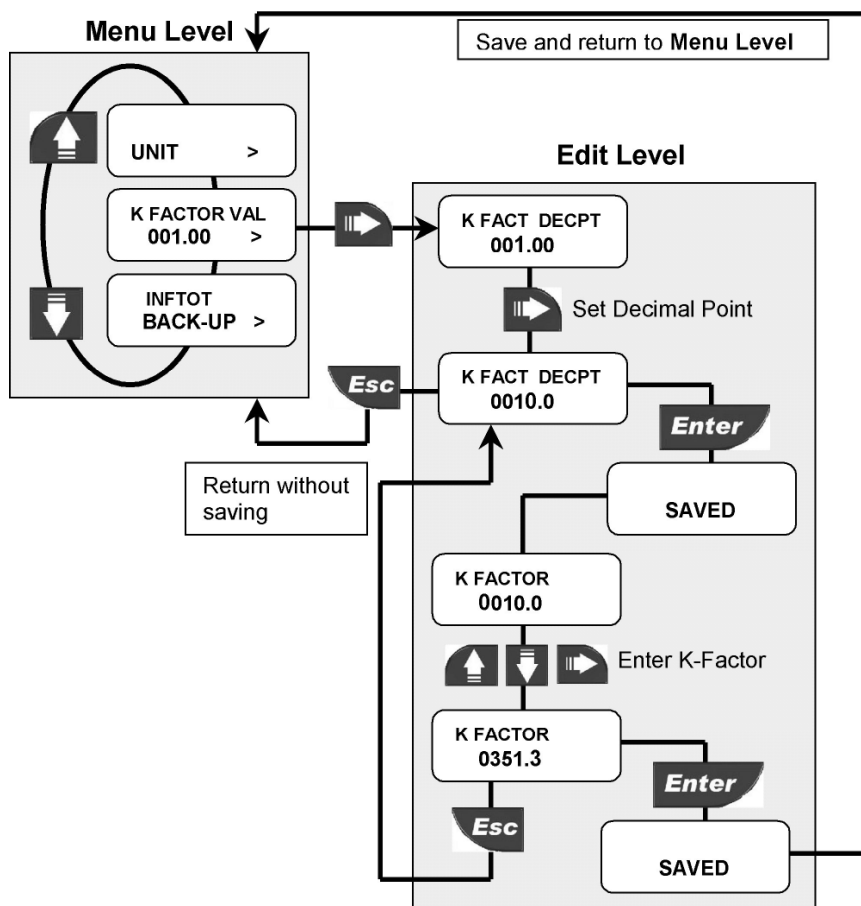 Menu Level
Save and return to Menu Level
UNIT >
K FACTOR VAL
001.00 >
INFTOT
BACK-UP >
Edit Level
K FACT DECPT
001.00
Set Decimal Point
Esc
K FACT DECPT
0010.0
Enter
Return without
saving
SAVED
K FACTOR
0010.0
Enter K-Factor
K FACTOR
0351.3
Enter
Esc
SAVED